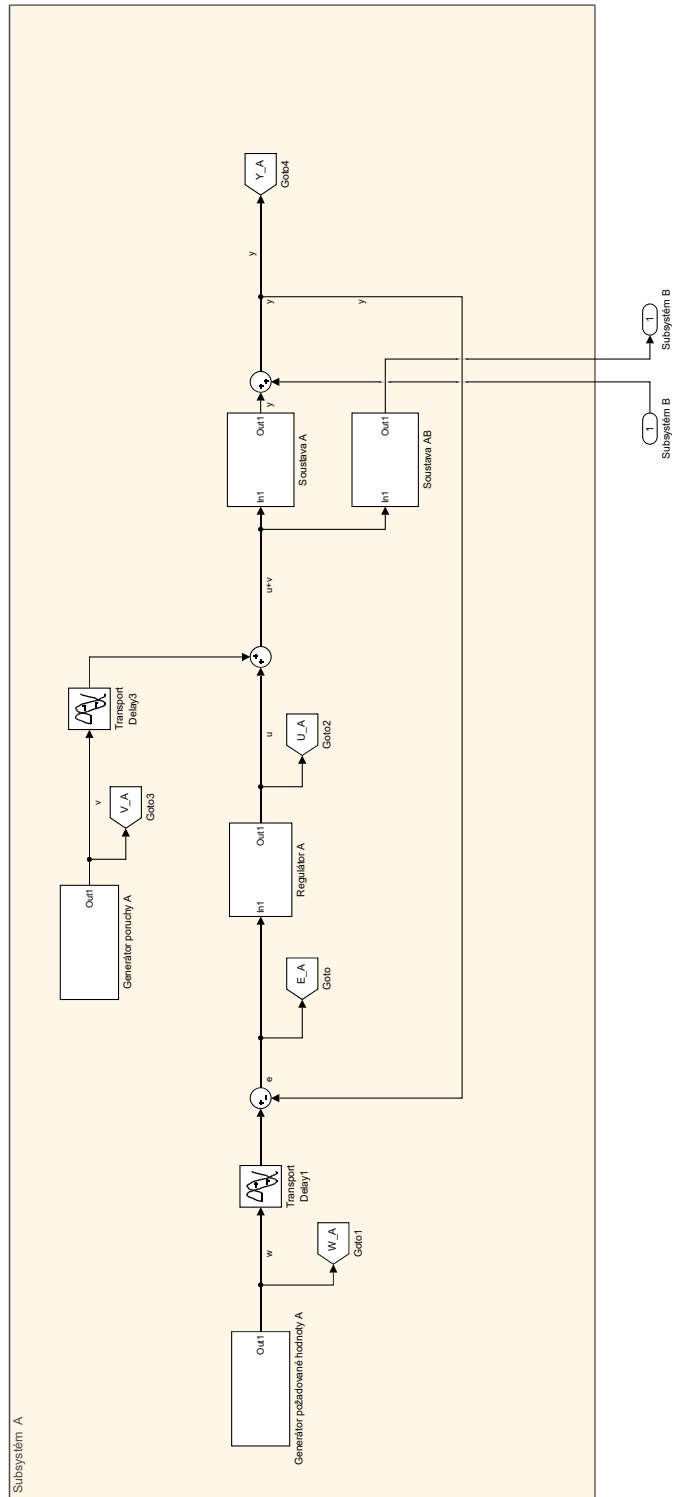 Subsystém A
Generátor poruchy A
Out1
v
V_A
Goto3
Transport
Delay3
Generátor požadované hodnoty A
Out1
w
W_A
Goto1
Transport
Delay1
e
E_A
Goto
In1
Out1
Regulátor A
u
U_A
Goto2
u+v
In1
Out1
Soustava A
y
y
y
Y_A
Goto4
In1
Out1
Soustava AB
y
1
Subsystém B
1
Subsystém B